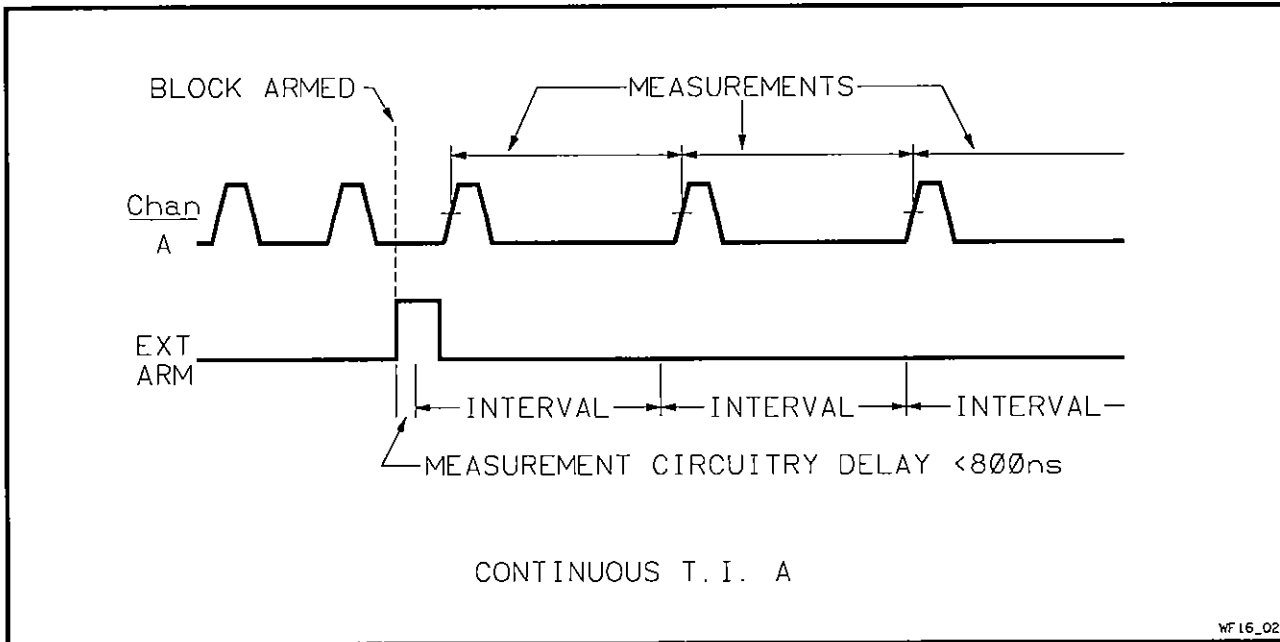 BLOCK ARMED
MEASUREMENTS
Chan
A
EXT
ARM
INTERVAL INTERVAL INTERVAL
MEASUREMENT CIRCUITRY DELAY <800ns
CONTINUOUS T.I. A
WF16_02